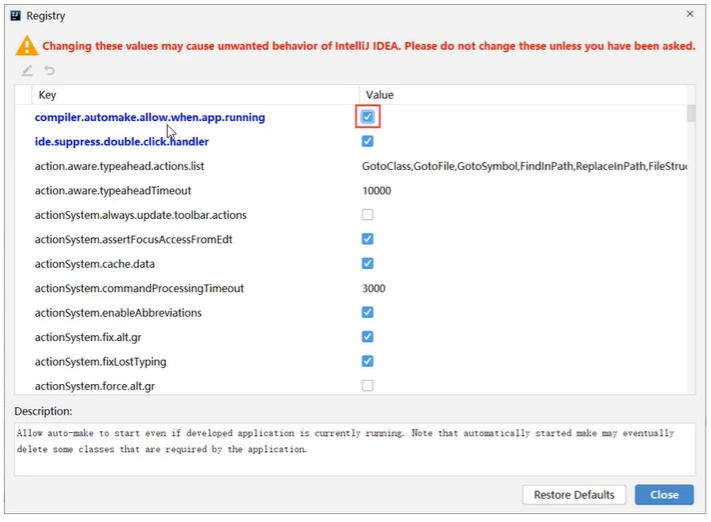 Registry
Changing these values may cause unwanted behavior of IntelliJ IDEA. Please do not change these unless you have been asked.
Key Value
compiler.automake.allow.when.app.running
ide.suppress.double.click.handler
action.aware.typeahead.actions.list GotoClass,GotoFile,GotoSymbol,FindInPath,ReplaceInPath,FileStruc
action.aware.typeaheadTimeout 10000
actionSystem.always.update.toolbar.actions
actionSystem.assertFocusAccessFromEdt
actionSystem.cache.data
actionSystem.commandProcessingTimeout 3000
actionSystem.enableAbbreviations
actionSystem.fix.alt.gr
actionSystem.fixLostTyping
actionSystem.force.alt.gr
Description:
Allow auto-make to start even if developed application is currently running. Note that automatically started make may eventually
delete some classes that are required by the application.
Restore Defaults Close